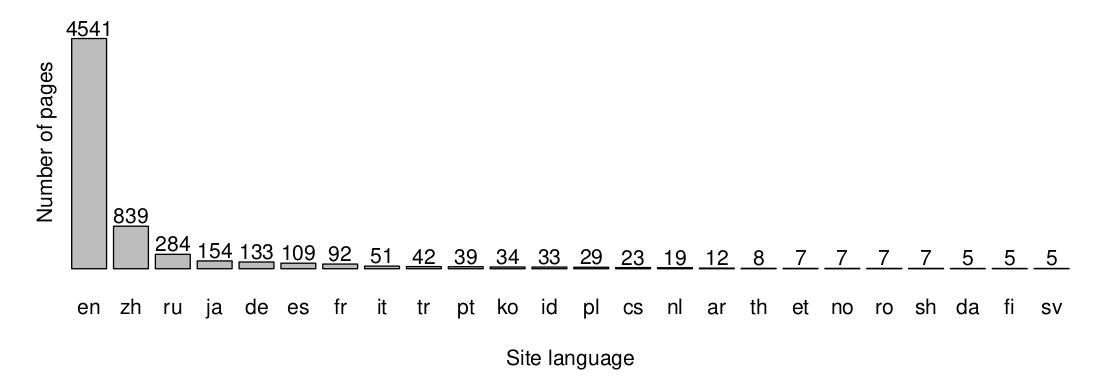 4541
Number of pages
839
284 154 133 109 92 51 42 39 34 33 29 23 19 12 8 7 7 7 7 5 5 5
en zh ru ja de es fr it tr pt ko id pl cs nl ar th et no ro sh da fi sv
Site language